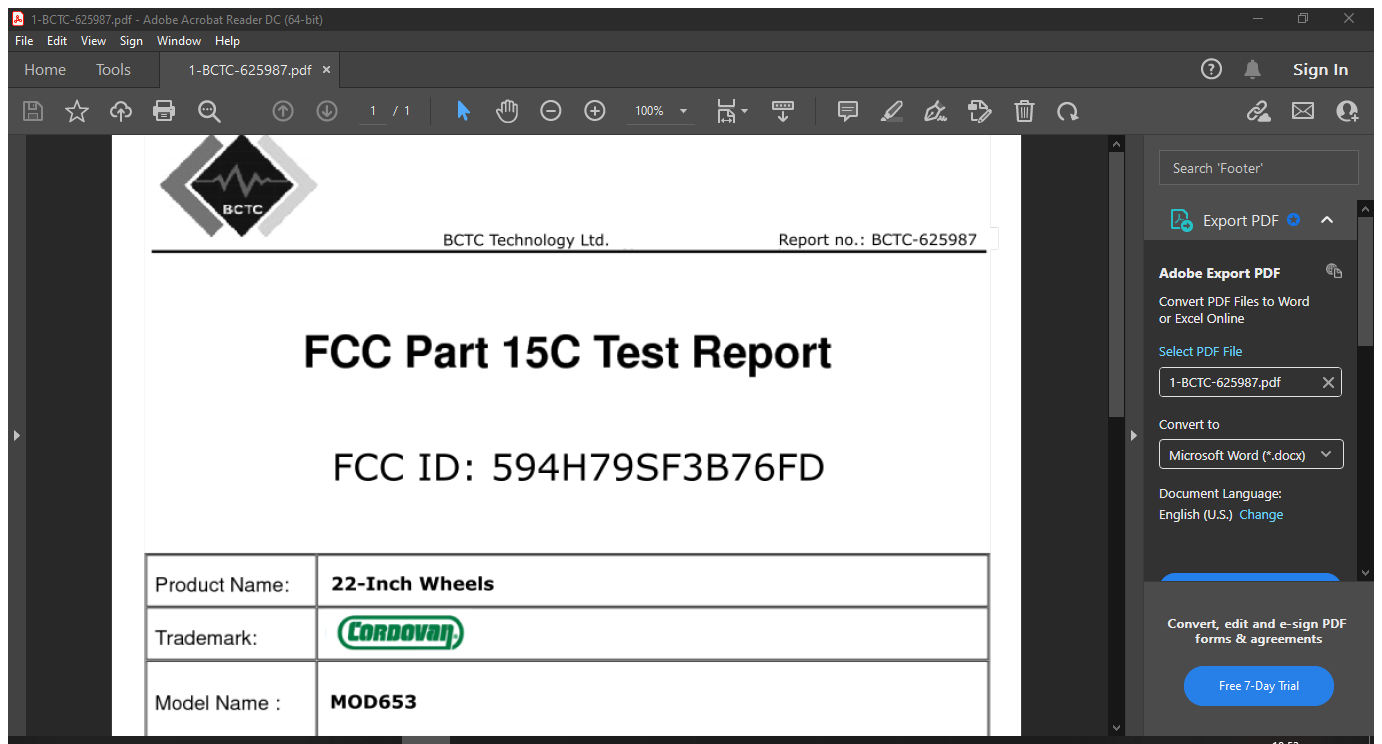 1-BCTC-625987.pdf - Adobe Acrobat Reader DC (64-bit)
File Edit View Sign Window Help
Home Tools 1-BCTC-625987.pdf × Sign In
1 / 1 100%
BCTC
BCTC Technology Ltd. Report no.: BCTC-625987
FCC Part 15C Test Report
FCC ID: 594H79SF3B76FD
Product Name: 22-Inch Wheels
Trademark: CORDOVAN
Model Name : MOD653
Search 'Footer'
Export PDF
Adobe Export PDF
Convert PDF Files to Word
or Excel Online
Select PDF File
1-BCTC-625987.pdf
Convert to
Microsoft Word (*.docx)
Document Language:
English (U.S.) Change
Convert, edit and e-sign PDF
forms & agreements
Free 7-Day Trial